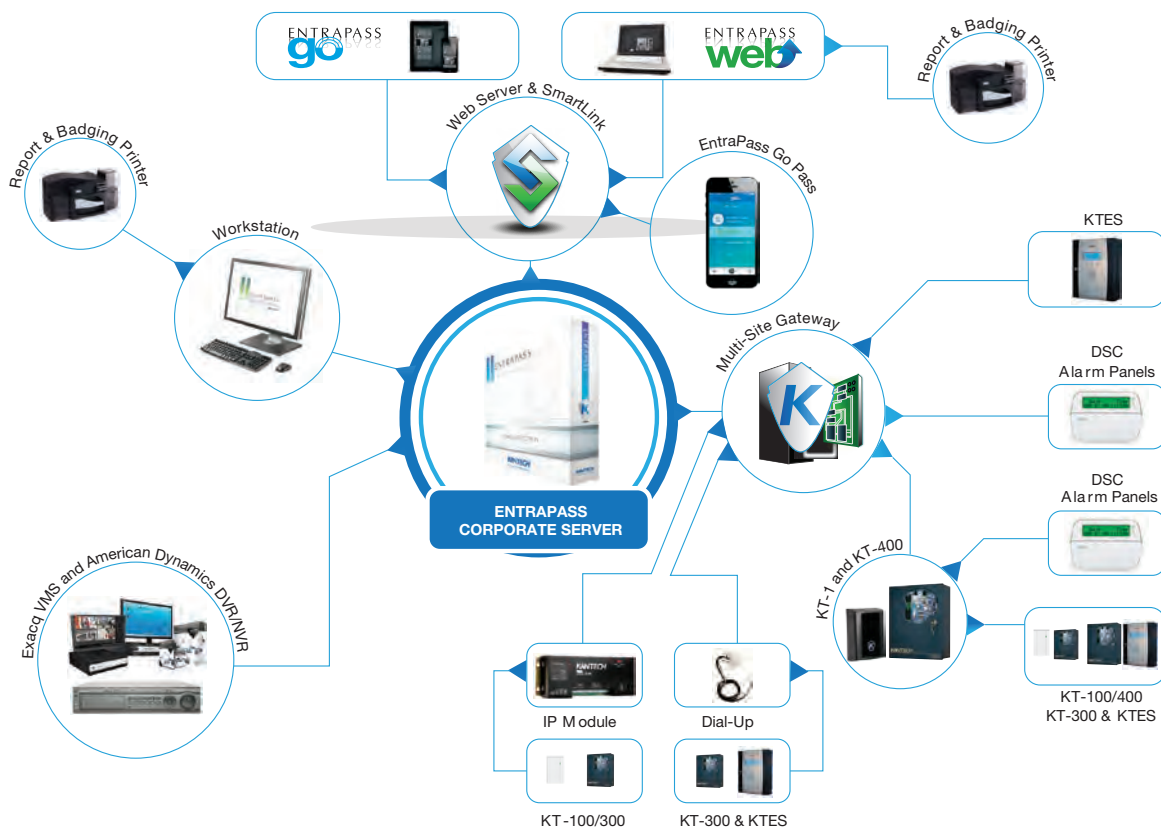 ENTRAPASS
go
ENTRAPASS
web
Report & Badging Printer
Web Server & SmartLink
EntraPass Go Pass
Report & Badging Printer
Workstation
KTES
Multi-Site Gateway
DSC
Alarm Panels
ENTRAPASS
K
KANTECH
ENTRAPASS
CORPORATE SERVER
DSC
Alarm Panels
Exacq VMS and American Dynamics DVR/NVR
KT-1 and KT-400
KANTECH
IP Module
Dial-Up
KT-100/400
KT-300 & KTES
KT-100/300
KT-300 & KTES